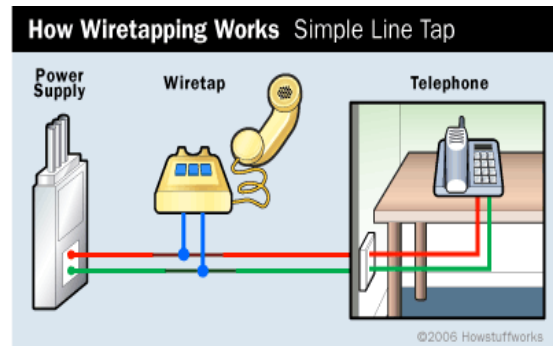 How Wiretapping Works Simple Line Tap
Power
Supply
Wiretap
Telephone
©2006 Howstuffworks